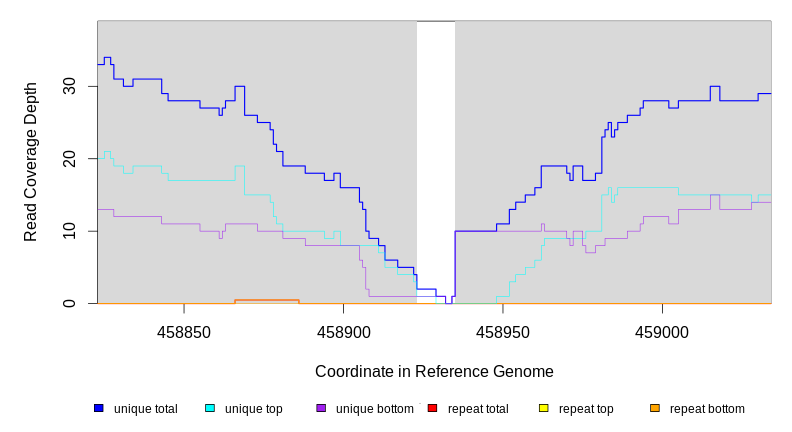 30
20
10
0
Read Coverage Depth
458850 458900 458950 459000
Coordinate in Reference Genome
unique total unique top unique bottom repeat total repeat top repeat bottom